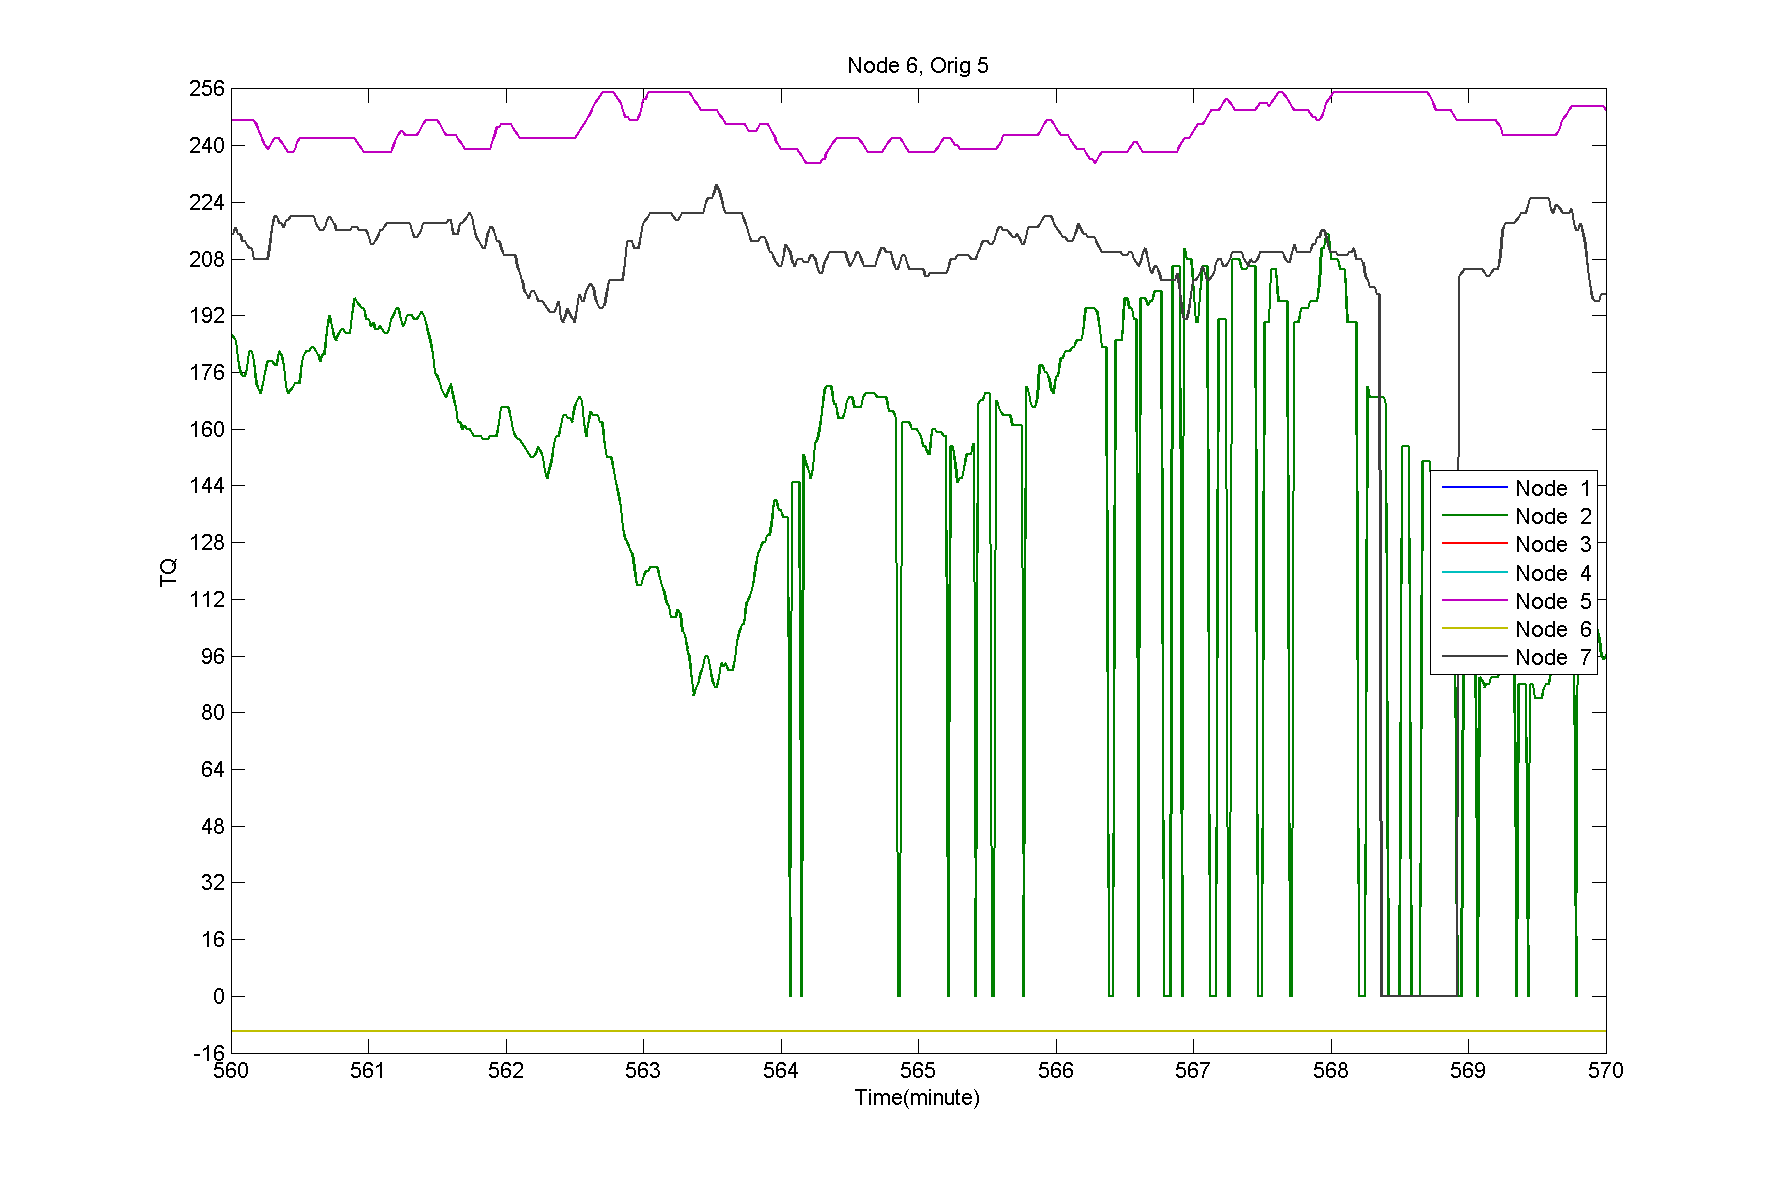 Node 6, Orig 5
256
240
224
208
192
176
160
144
128
112
96
80
64
48
32
16
0
-16
TQ
560 561 562 563 564 565 566 567 568 569 570
Time(minute)
Node 1
Node 2
Node 3
Node 4
Node 5
Node 6
Node 7